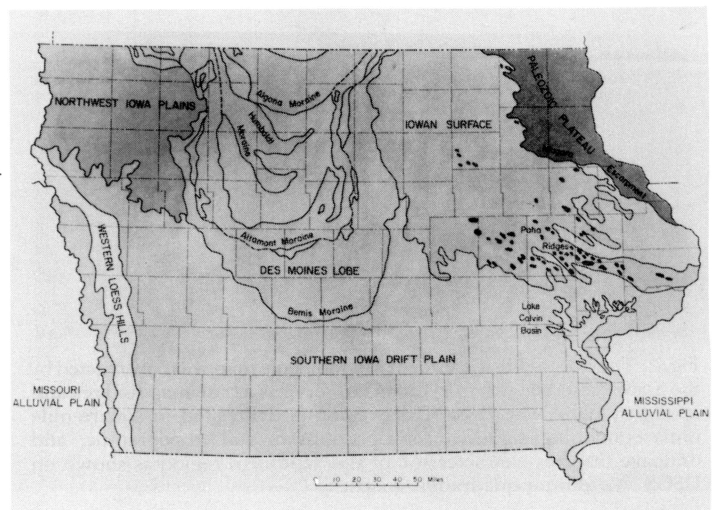 PALEOZOIC PLATEAU
Algona Moraine
NORTHWEST IOWA PLAINS
Humboldt
Moraine
IOWAN SURFACE
Escarpment
WESTERN LOESS HILLS
Paha
Ridges
Altamont Moraine
DES MOINES LOBE
Bemis Moraine
Lake
Calvin
Basin
SOUTHERN IOWA DRIFT PLAIN
MISSOURI
ALLUVIAL PLAIN
MISSISSIPPI
ALLUVIAL PLAIN
10 20 30 40 50 Miles